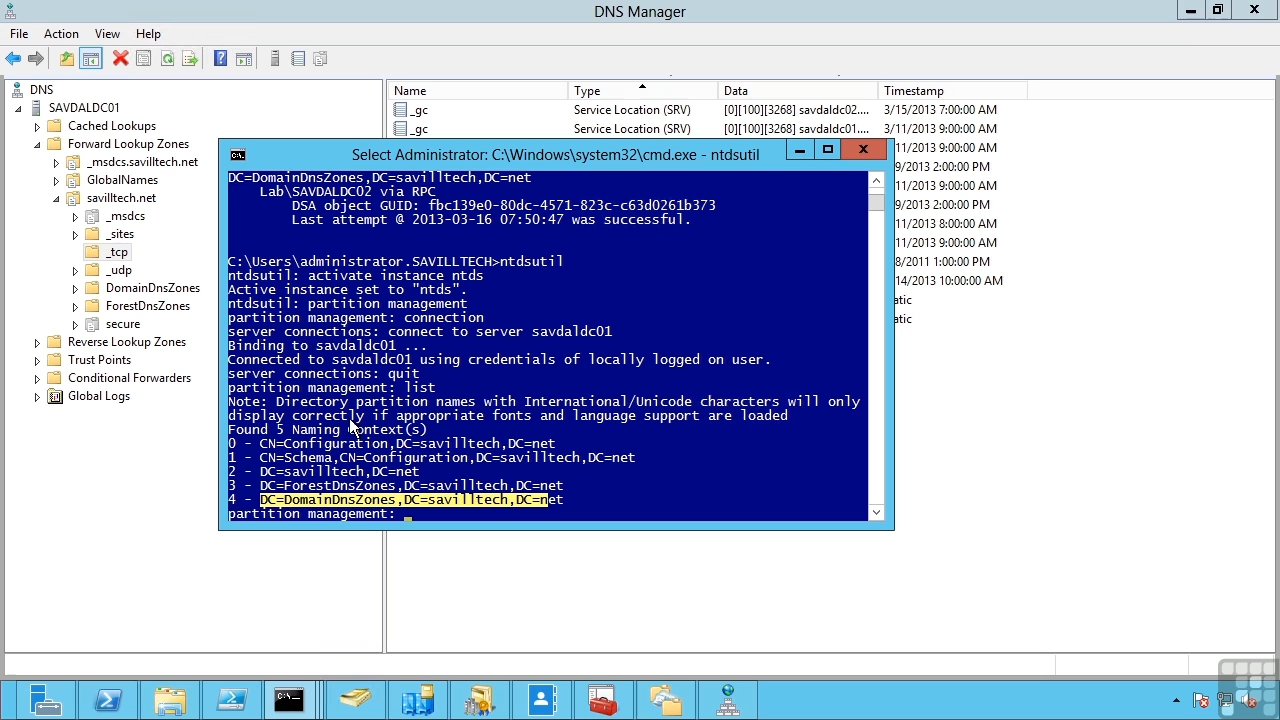 DNS Manager
File Action View Help
DNS
SAVDALDC01
Cached Lookups
Forward Lookup Zones
_msdcs.savilltech.net
GlobalNames
savilltech.net
_msdcs
_sites
_tcp
_udp
DomainDnsZones
ForestDnsZones
secure
Reverse Lookup Zones
Trust Points
Conditional Forwarders
Global Logs
Name Type Data Timestamp
_gc Service Location (SRV) [0][100][3268] savdaldc02.... 3/15/2013 7:00:00 AM
_gc Service Location (SRV) [0][100][3268] savdaldc01.... 3/11/2013 9:00:00 AM
11/2013 9:00:00 AM
9/2013 2:00:00 PM
11/2013 9:00:00 AM
9/2013 2:00:00 PM
11/2013 8:00:00 AM
11/2013 9:00:00 AM
8/2011 1:00:00 PM
14/2013 10:00:00 AM
atic
atic
Select Administrator: C:\Windows\system32\cmd.exe - ntdsutil
DC=DomainDnsZones,DC=savilltech,DC=net
Lab\SAVDALDC02 via RPC
DSA object GUID: fbc139e0-80dc-4571-823c-c63d0261b373
Last attempt @ 2013-03-16 07:50:47 was successful.
C:\Users\administrator.SAVILLTECH>ntdsutil
ntdsutil: activate instance ntds
Active instance set to "ntds".
ntdsutil: partition management
partition management: connection
server connections: connect to server savdaldc01
Binding to savdaldc01 ...
Connected to savdaldc01 using credentials of locally logged on user.
server connections: quit
partition management: list
Note: Directory partition names with International/Unicode characters will only
display correctly if appropriate fonts and language support are loaded
Found 5 Naming Context(s)
0 - CN=Configuration,DC=savilltech,DC=net
1 - CN=Schema,CN=Configuration,DC=savilltech,DC=net
2 - DC=savilltech,DC=net
3 - DC=ForestDnsZones,DC=savilltech,DC=net
4 - DC=DomainDnsZones,DC=savilltech,DC=net
partition management: